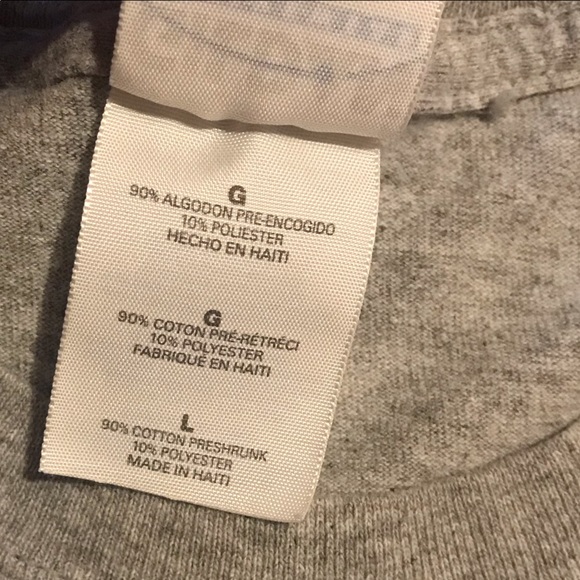 G
90% ALGODON PRE-ENCOGIDO
10% POLIESTER
HECHO EN HAITI
G
90% COTON PRÉ-RÉTRÉCI
10% POLYESTER
FABRIQUÉ EN HAITI
L
90% COTTON PRESHRUNK
10% POLYESTER
MADE IN HAITI